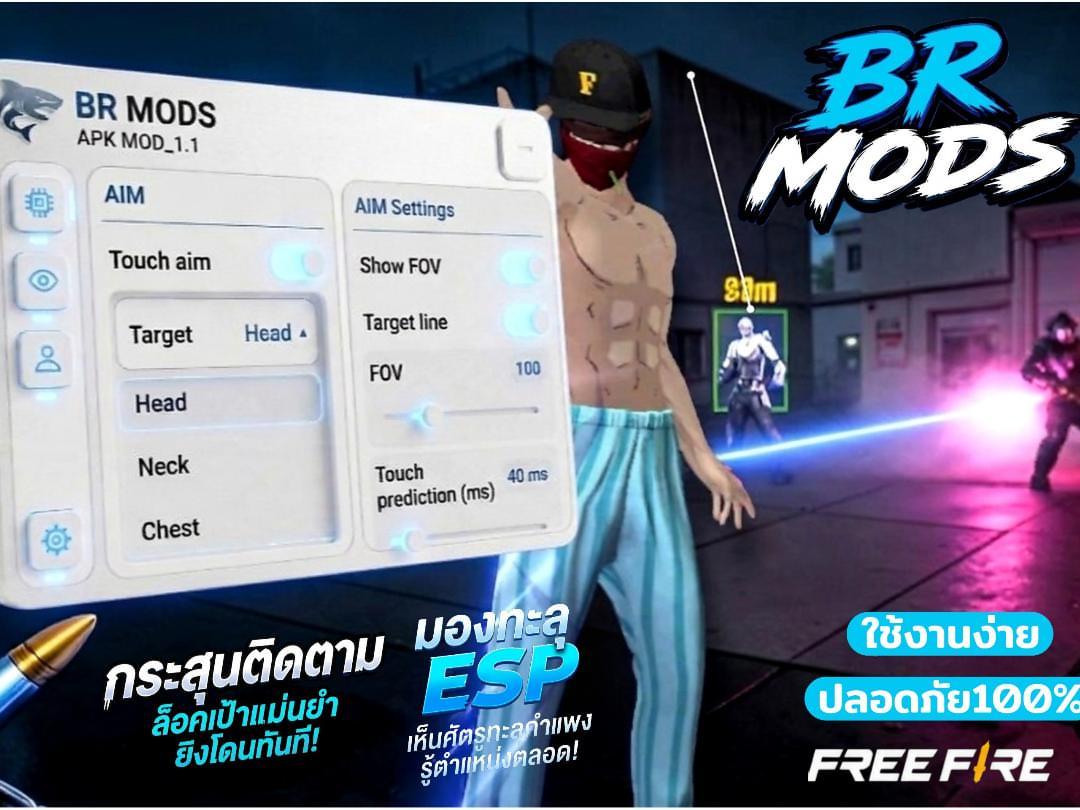 BR MODS
APK MOD_1.1
AIM
Touch aim
Target Head
Head
Neck
Chest
AIM Settings
Show FOV
Target line
FOV 100
Touch
prediction (ms) 40 ms
F
BR
MODS
กระสุนติดตาม
ล็อคเป้าแม่นยำ
ยิงโดนทันที!
มองทะลุ
ESP
เห็นศัตรูทะลุกำแพง
รู้ตำแหน่งตลอด!
ใช้งานง่าย
ปลอดภัย100%
FREE FIRE